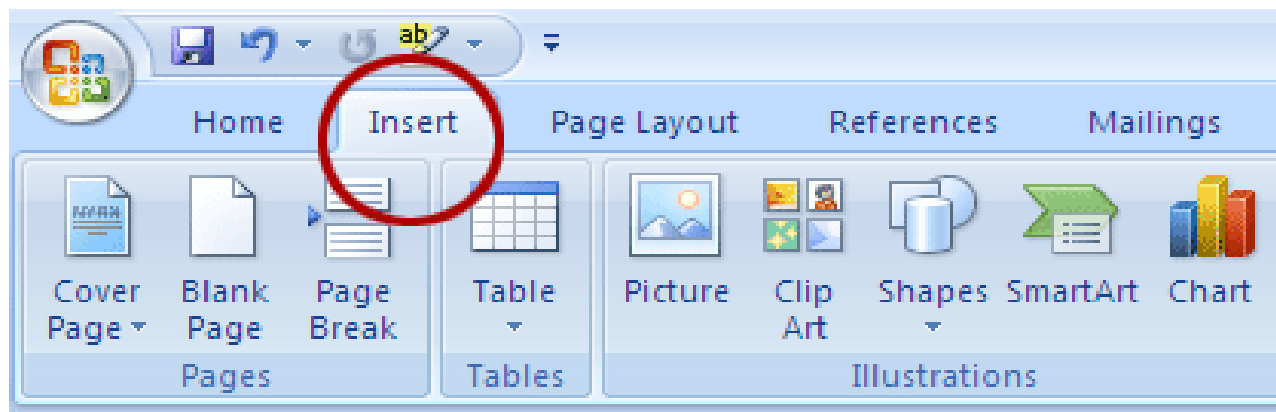 ab
Home Insert Page Layout References Mailings
Cover Page Blank Page Page Break Table Picture Clip Art Shapes SmartArt Chart
Pages Tables Illustrations